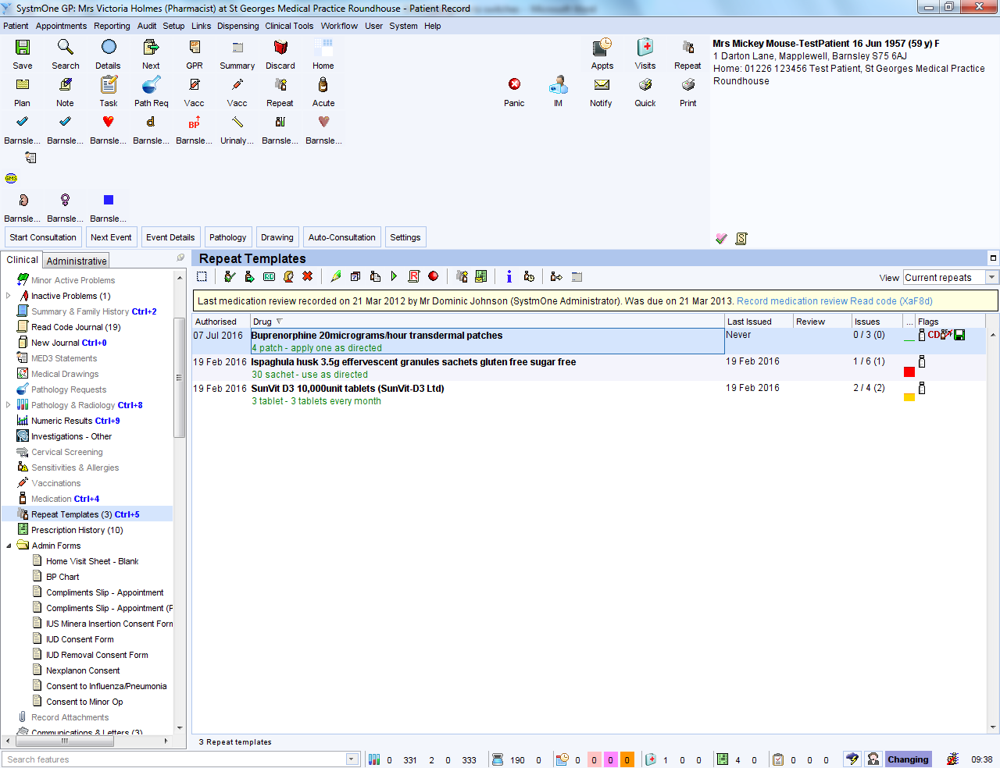 SystmOne GP: Mrs Victoria Holmes (Pharmacist) at St Georges Medical Practice Roundhouse - Patient Record
Patient Appointments Reporting Audit Setup Links Dispensing Clinical Tools Workflow User System Help
Save Search Details Next GPR Summary Discard Home
Appts Visits Repeat
Plan Note Task Path Req Vacc Vacc Repeat Acute
Panic IM Notify Quick Print
Barnsle... Barnsle... Barnsle... Barnsle... Barnsle... Urinaly... Barnsle... Barnsle...
GMS
Barnsle... Barnsle... Barnsle...
Start Consultation Next Event Event Details Pathology Drawing Auto-Consultation Settings
Mrs Mickey Mouse-TestPatient 16 Jun 1957 (59 y) F
1 Darton Lane, Mapplewell, Barnsley S75 6AJ
Home: 01226 123456 Test Patient, St Georges Medical Practice
Roundhouse
Clinical Administrative
Minor Active Problems
Inactive Problems (1)
Summary & Family History Ctrl+2
Read Code Journal (19)
New Journal Ctrl+0
MED3 Statements
Medical Drawings
Pathology Requests
Pathology & Radiology Ctrl+8
Numeric Results Ctrl+9
Investigations - Other
Cervical Screening
Sensitivities & Allergies
Vaccinations
Medication Ctrl+4
Repeat Templates (3) Ctrl+5
Prescription History (10)
Admin Forms
Home Visit Sheet - Blank
BP Chart
Compliments Slip - Appointment
Compliments Slip - Appointment (F
IUS Minera Insertion Consent Form
IUD Consent Form
IUD Removal Consent Form
Nexplanon Consent
Consent to Influenza/Pneumonia
Consent to Minor Op
Record Attachments
Communications & Letters (3)
Repeat Templates
View Current repeats
Last medication review recorded on 21 Mar 2012 by Mr Dominic Johnson (SystmOne Administrator). Was due on 21 Mar 2013. Record medication review Read code (XaF8d)
Authorised Drug Last Issued Review Issues ... Flags
07 Jul 2016 Buprenorphine 20micrograms/hour transdermal patches Never 0 / 3 (0) CD
4 patch - apply one as directed
19 Feb 2016 Ispaghula husk 3.5g effervescent granules sachets gluten free sugar free 19 Feb 2016 1 / 6 (1)
30 sachet - use as directed
19 Feb 2016 SunVit D3 10,000unit tablets (SunVit-D3 Ltd) 19 Feb 2016 2 / 4 (2)
3 tablet - 3 tablets every month
3 Repeat templates
Search features 0 331 2 0 333 190 0 0 0 0 0 1 0 0 4 0 0 0 0 Changing 09:38